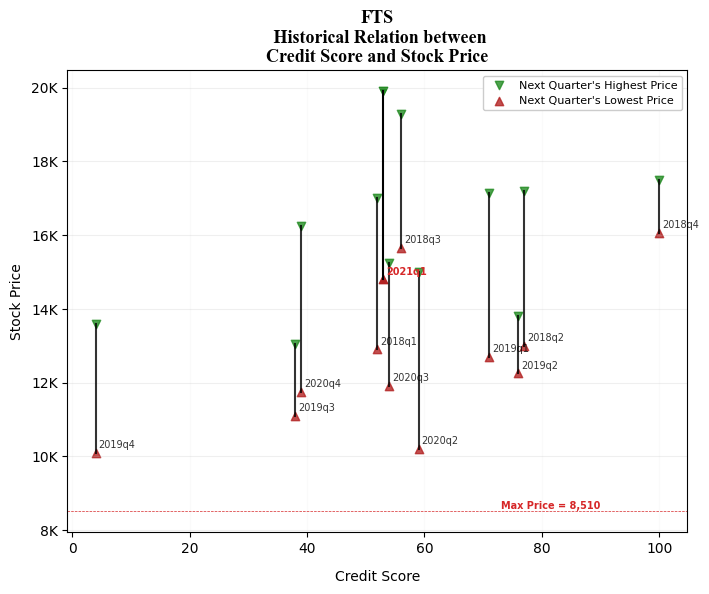 FTS
Historical Relation between
Credit Score and Stock Price
Next Quarter's Highest Price
Next Quarter's Lowest Price
20K
18K
16K
14K
12K
10K
8K
Stock Price
2018q4
2018q3
2021q1
2018q1
2018q2
2019q2
2020q3
2020q4
2019q3
2020q2
2019q4
Max Price = 8,510
0
20
40
60
80
100
Credit Score